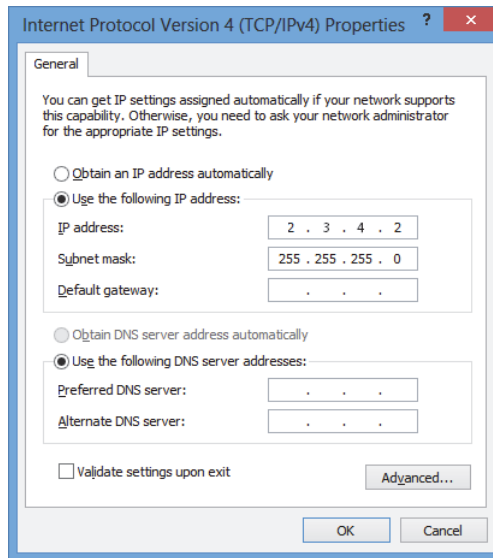 Internet Protocol Version 4 (TCP/IPv4) Properties ?
General
You can get IP settings assigned automatically if your network supports
this capability. Otherwise, you need to ask your network administrator
for the appropriate IP settings.
Obtain an IP address automatically
Use the following IP address:
IP address: 2 . 3 . 4 . 2
Subnet mask: 255 . 255 . 255 . 0
Default gateway: . . .
Obtain DNS server address automatically
Use the following DNS server addresses:
Preferred DNS server: . . .
Alternate DNS server: . . .
Validate settings upon exit
Advanced...
OK Cancel